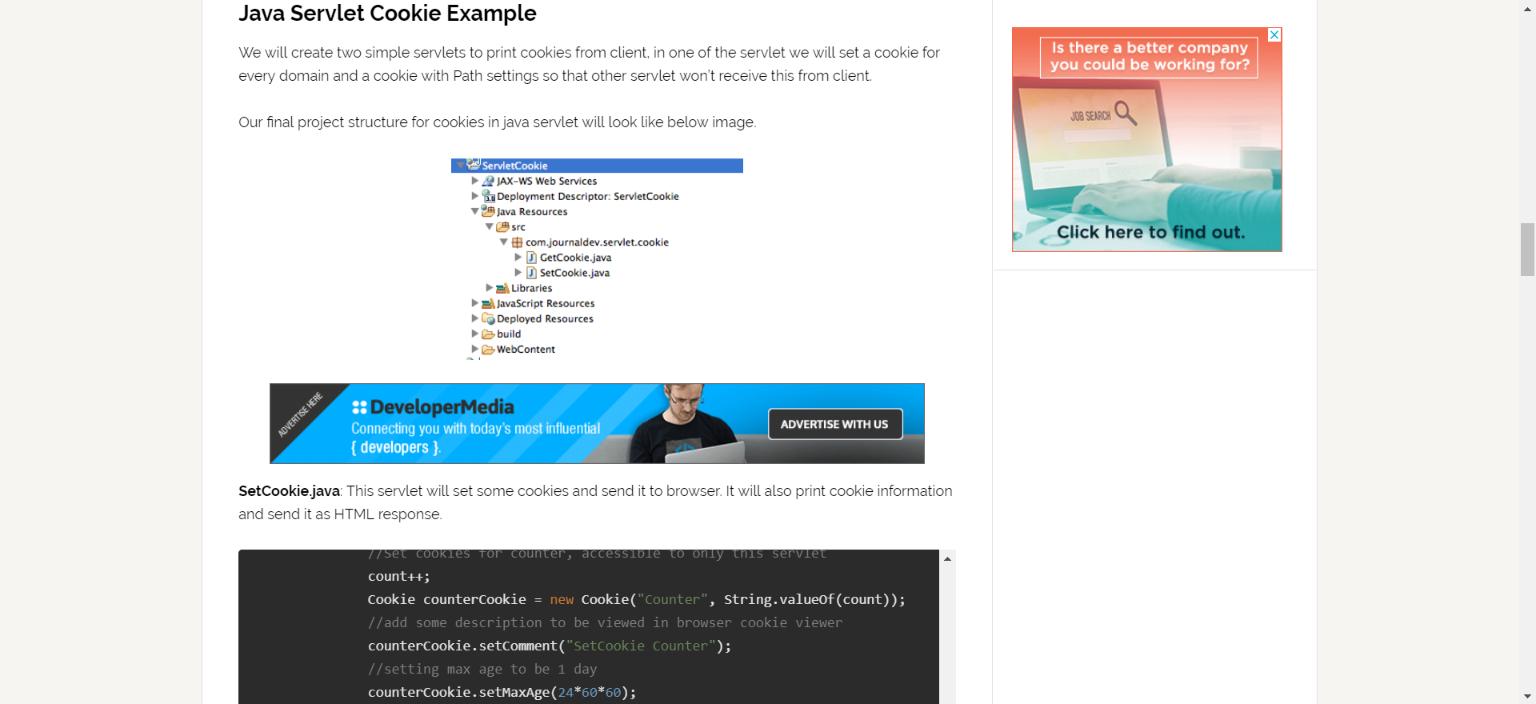 Java Servlet Cookie Example
We will create two simple servlets to print cookies from client, in one of the servlet we will set a cookie for
every domain and a cookie with Path settings so that other servlet won't receive this from client.
Our final project structure for cookies in java servlet will look like below image.
ServletCookie
JAX-WS Web Services
Deployment Descriptor: ServletCookie
Java Resources
src
com.journaldev.servlet.cookie
GetCookie.java
SetCookie.java
Libraries
JavaScript Resources
Deployed Resources
build
WebContent
ADVERTISE HERE
DeveloperMedia
Connecting you with today's most influential
{ developers }.
ADVERTISE WITH US
SetCookie.java: This servlet will set some cookies and send it to browser. It will also print cookie information
and send it as HTML response.
//Set cookies for counter, accessible to only this servlet
count++;
Cookie counterCookie = new Cookie("Counter", String.valueOf(count));
//add some description to be viewed in browser cookie viewer
counterCookie.setComment("SetCookie Counter");
//setting max age to be 1 day
counterCookie.setMaxAge(24*60*60);
Is there a better company
you could be working for?
JOB SEARCH
Click here to find out.